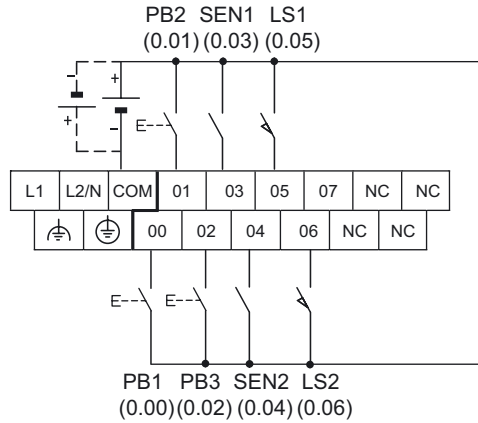 PB2 SEN1 LS1
(0.01) (0.03) (0.05)
- +
+ -
L1 L2/N COM 01 03 05 07 NC NC
00 02 04 06 NC NC
PB1 PB3 SEN2 LS2
(0.00) (0.02) (0.04) (0.06)